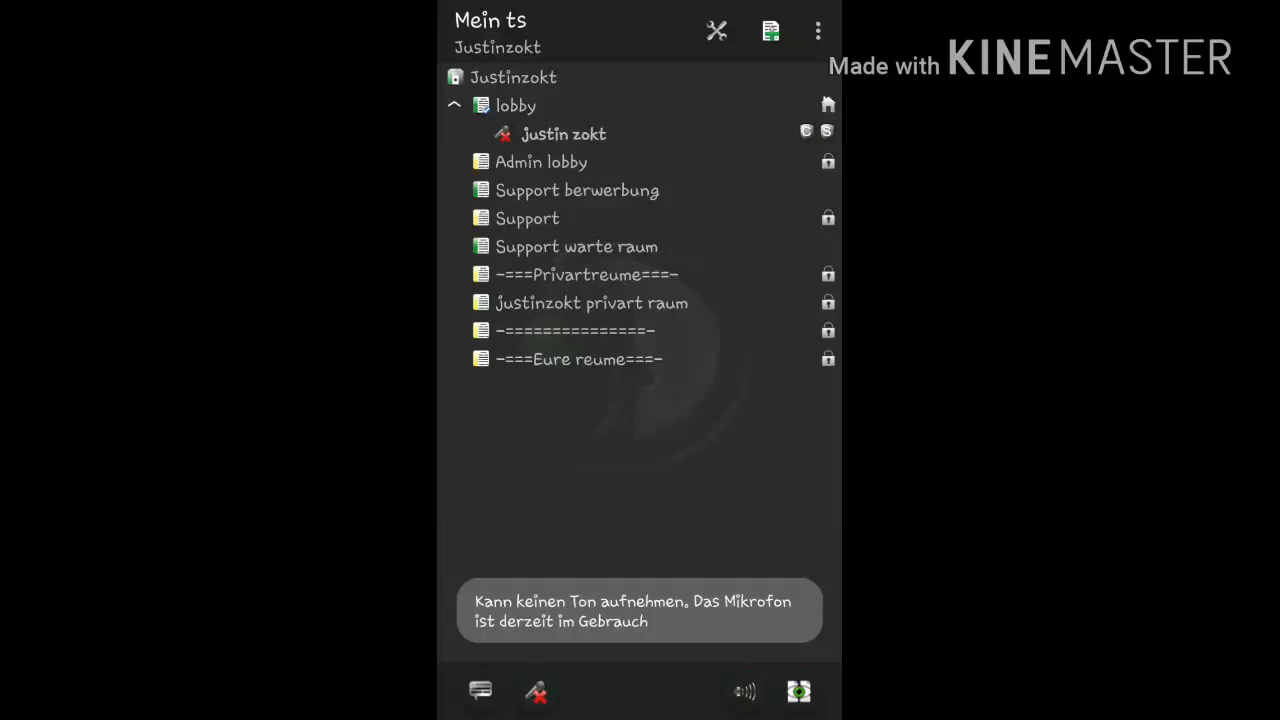 Mein ts
Justinzokt
Made with KINEMASTER
Justinzokt
lobby
justin zokt
C S
Admin lobby
Support berwerbung
Support
Support warte raum
-===Privartreume===-
justinzokt privart raum
-===============-
-===Eure reume===-
Kann keinen Ton aufnehmen. Das Mikrofon
ist derzeit im Gebrauch